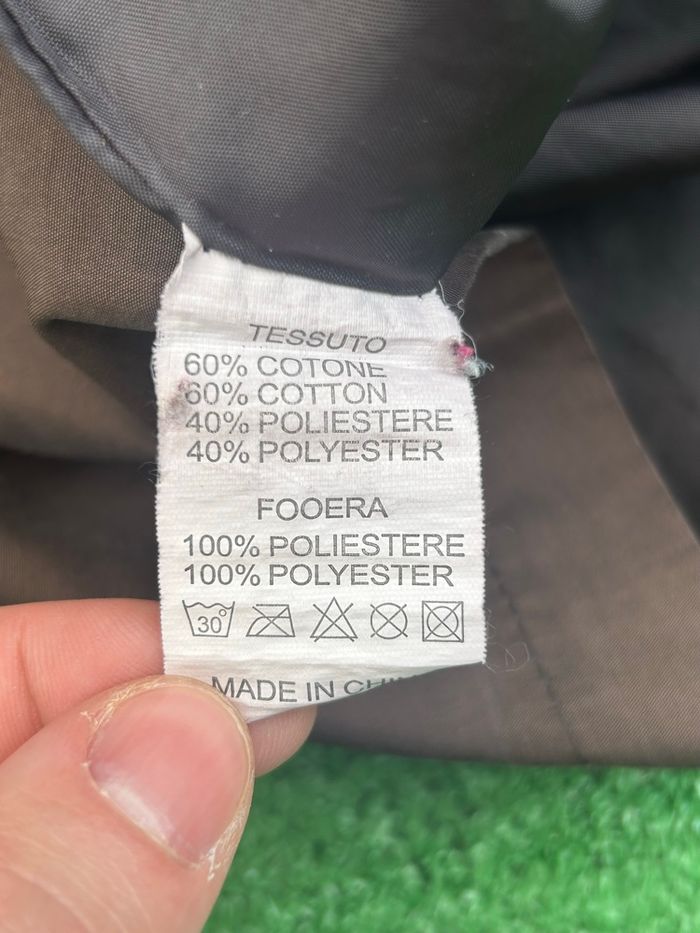 TESSUTO
60% COTONE
60% COTTON
40% POLIESTERE
40% POLYESTER
FOOERA
100% POLIESTERE
100% POLYESTER
30°
MADE IN